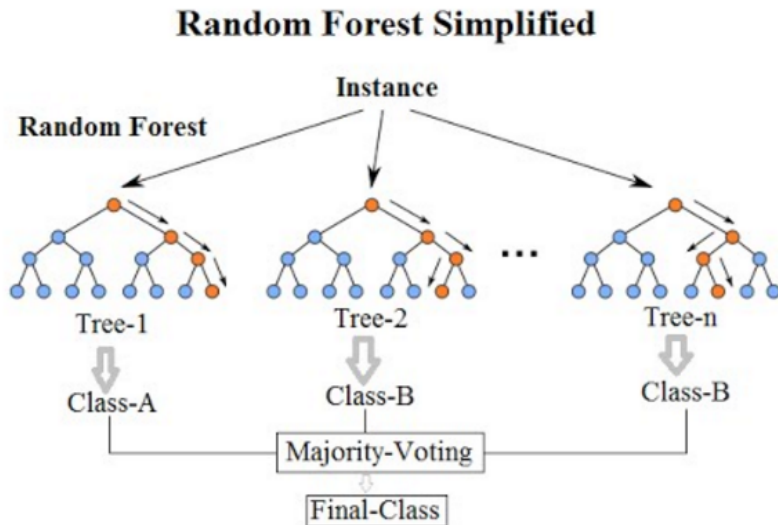 Random Forest Simplified
Instance
Random Forest
...
Tree-1
Tree-2
Tree-n
Class-A
Class-B
Class-B
Majority-Voting
Final-Class